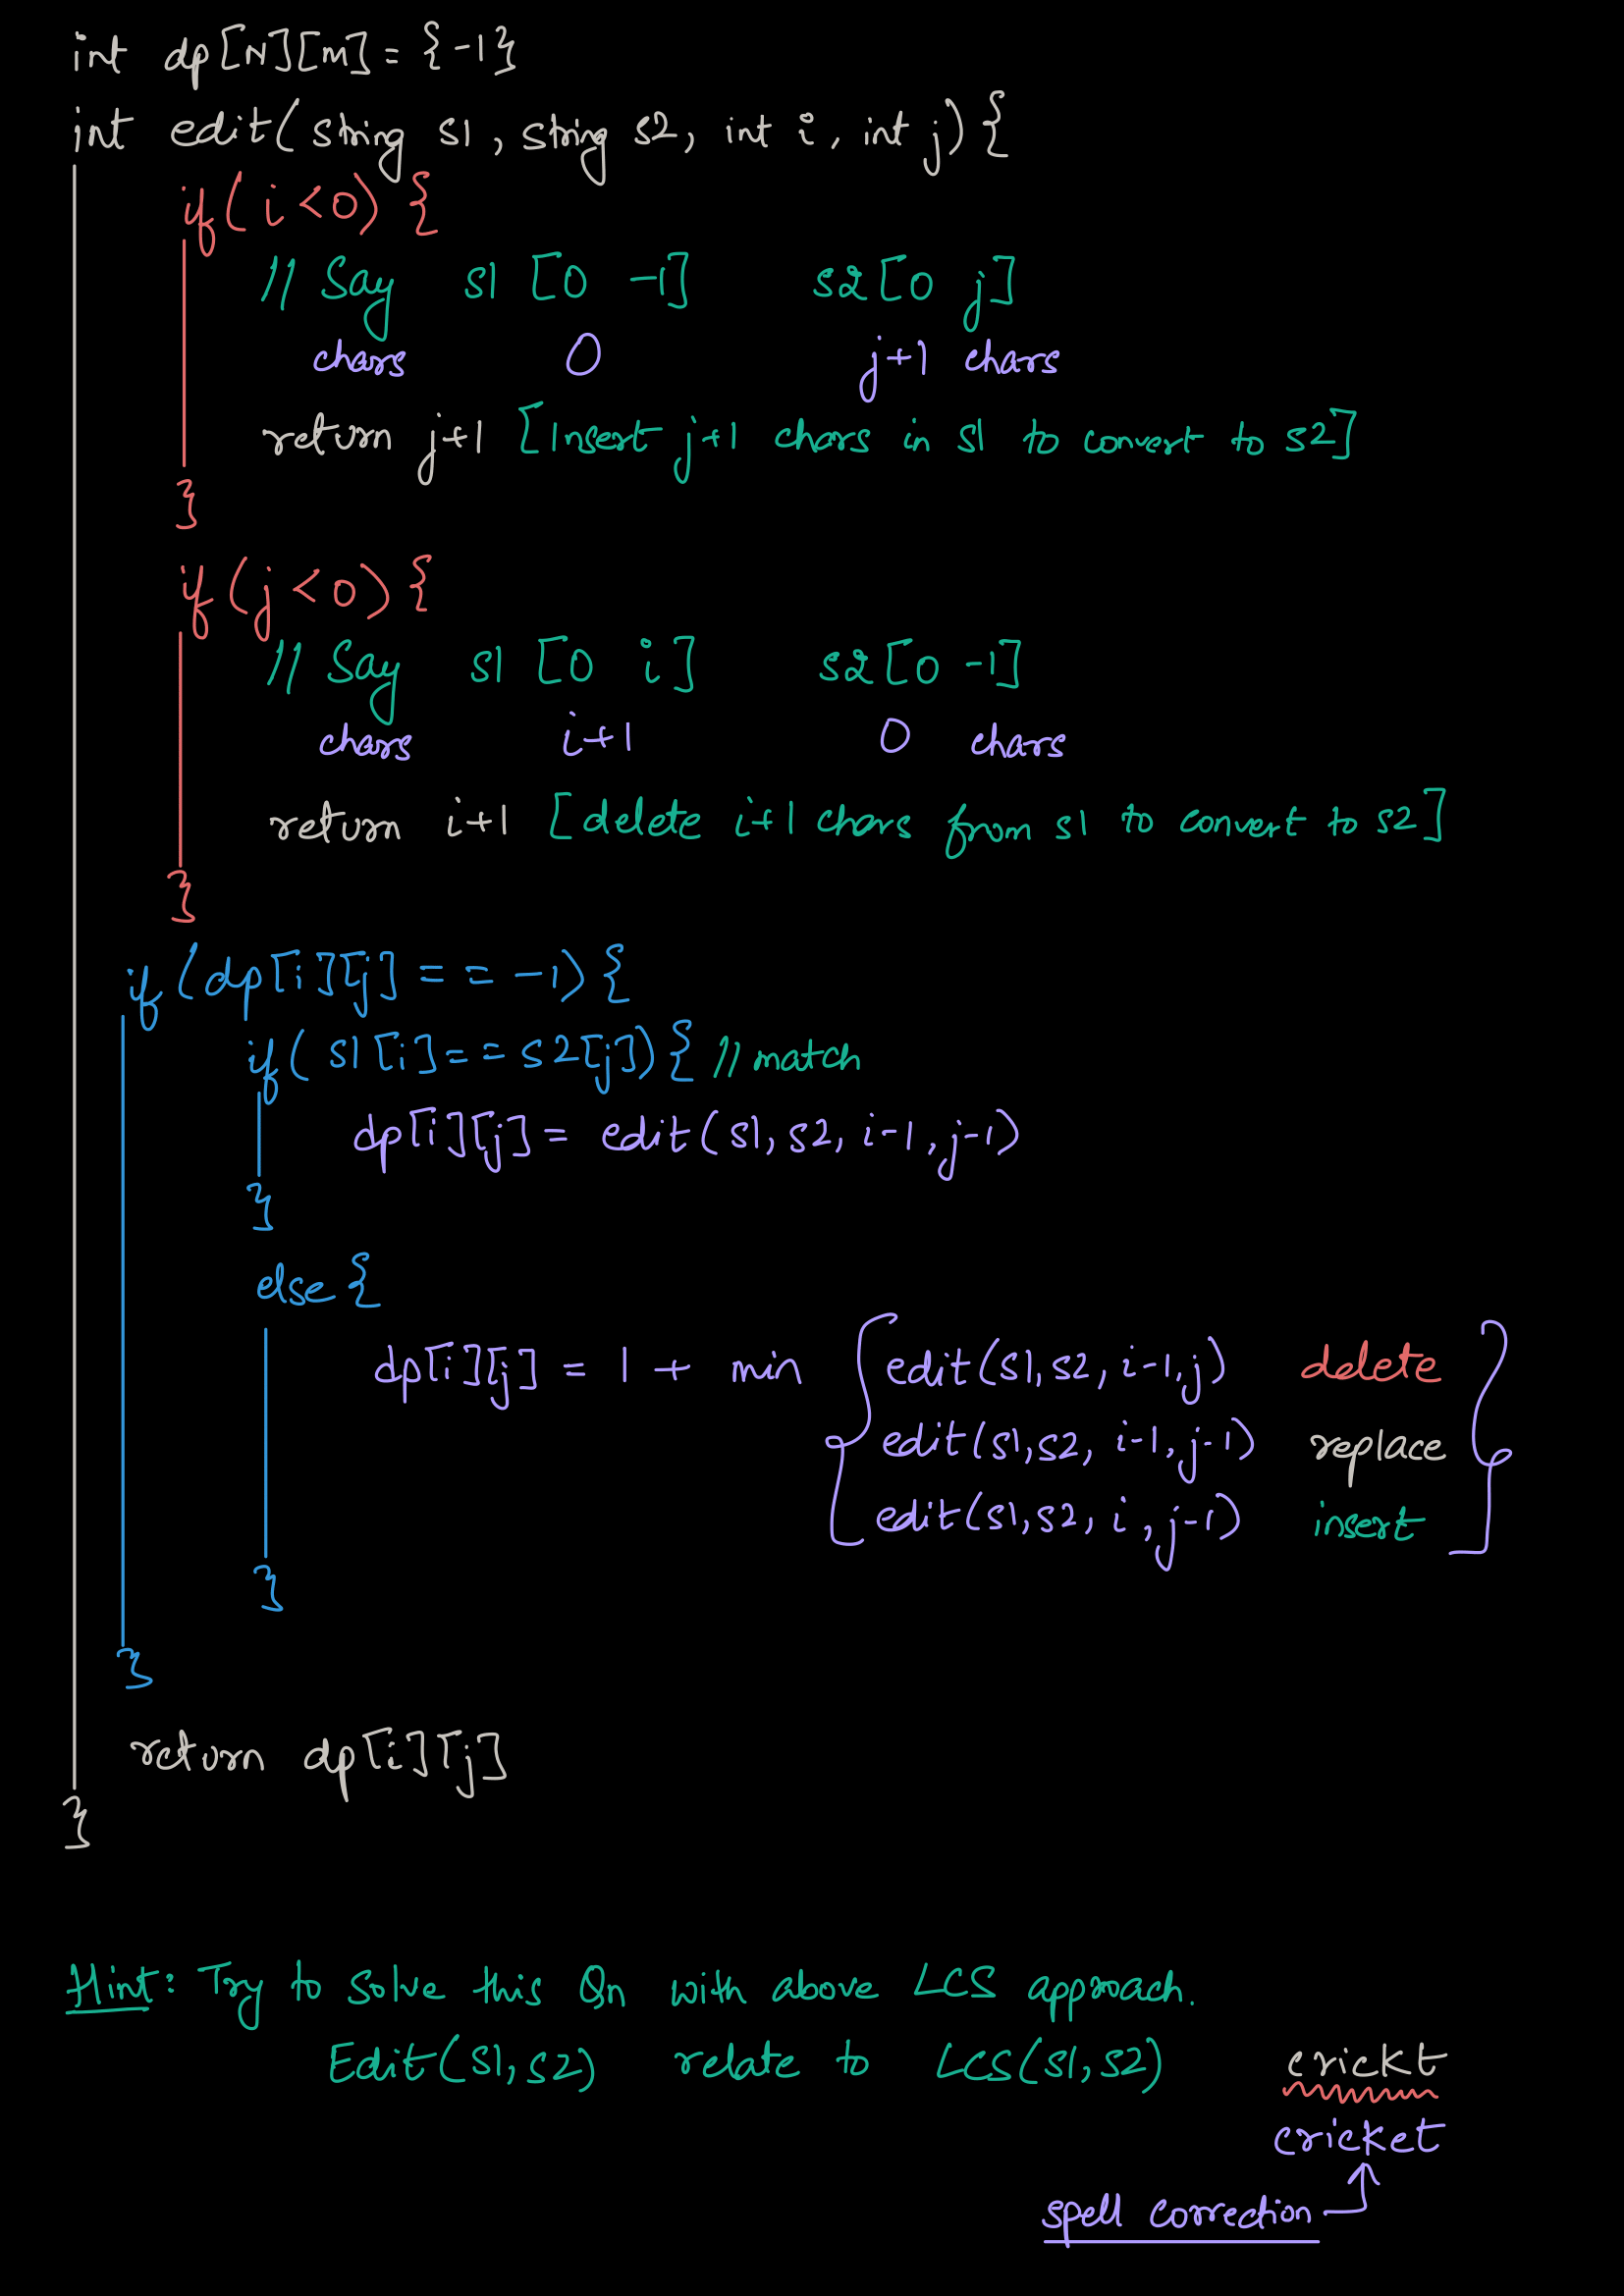 int dp[N][M] = {-1}
int edit(string s1, string s2, int i, int j) {
if(i<0) {
// Say s1 [0 -1] s2[0 j]
chars 0 j+1 chars
return j+1 [Insert j+1 chars in s1 to convert to s2]
}
if(j<0) {
// Say s1 [0 i] s2[0 -1]
chars i+1 0 chars
return i+1 [delete i+1 chars from s1 to convert to s2]
}
if(dp[i][j] == -1) {
if(s1[i] == s2[j]) { // match
dp[i][j] = edit(s1, s2, i-1, j-1)
}
else {
dp[i][j] = 1 + min { edit(s1, s2, i-1, j) delete
edit(s1, s2, i-1, j-1) replace
edit(s1, s2, i, j-1) insert }
}
}
return dp[i][j]
}
Hint: Try to solve this Qn with above LCS approach.
Edit(s1, s2) relate to LCS(s1, s2)
crickt
cricket
spell correction